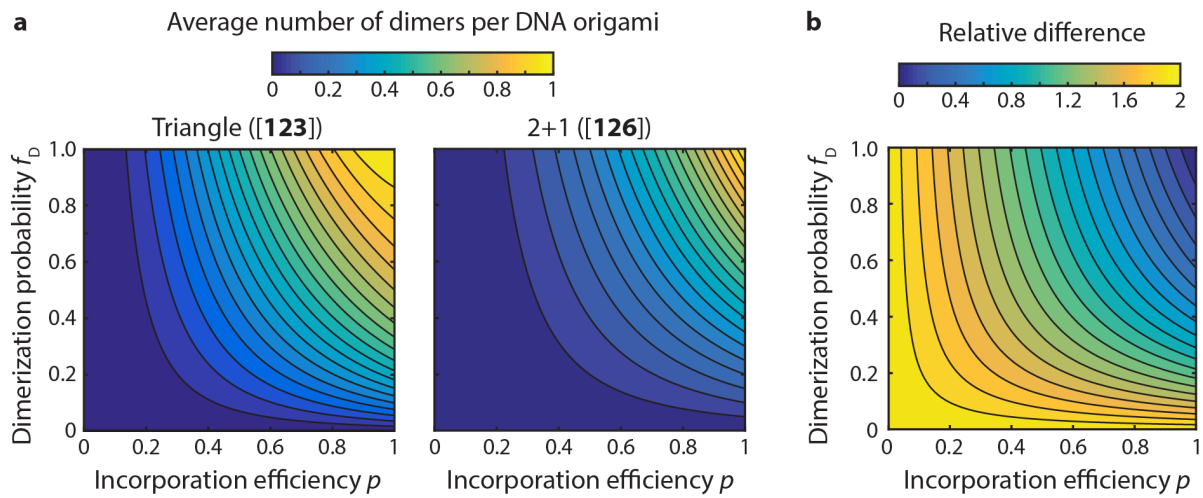 a
Average number of dimers per DNA origami
0 0.2 0.4 0.6 0.8 1
Triangle ([123])
2+1 ([126])
Dimerization probability fD
1.0
0.8
0.6
0.4
0.2
0
0 0.2 0.4 0.6 0.8 1
Incorporation efficiency p
0 0.2 0.4 0.6 0.8 1
Incorporation efficiency p
b
Relative difference
0 0.4 0.8 1.2 1.6 2
Dimerization probability fD
1.0
0.8
0.6
0.4
0.2
0
0 0.2 0.4 0.6 0.8 1
Incorporation efficiency p